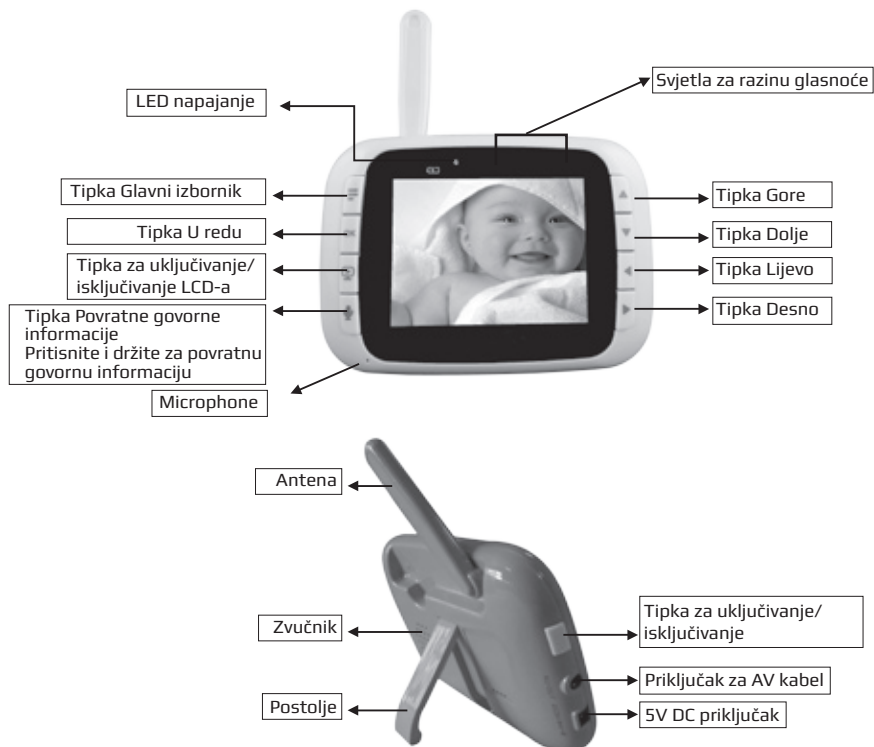 Svjetla za razinu glasnoće
LED napajanje
Tipka Glavni izbornik
Tipka U redu
Tipka za uključivanje/
isključivanje LCD-a
Tipka Povratne govorne
informacije
Pritisnite i držite za povratnu
govornu informaciju
Microphone
Tipka Gore
Tipka Dolje
Tipka Lijevo
Tipka Desno
Antena
Zvučnik
Postolje
Tipka za uključivanje/
isključivanje
Priključak za AV kabel
5V DC priključak